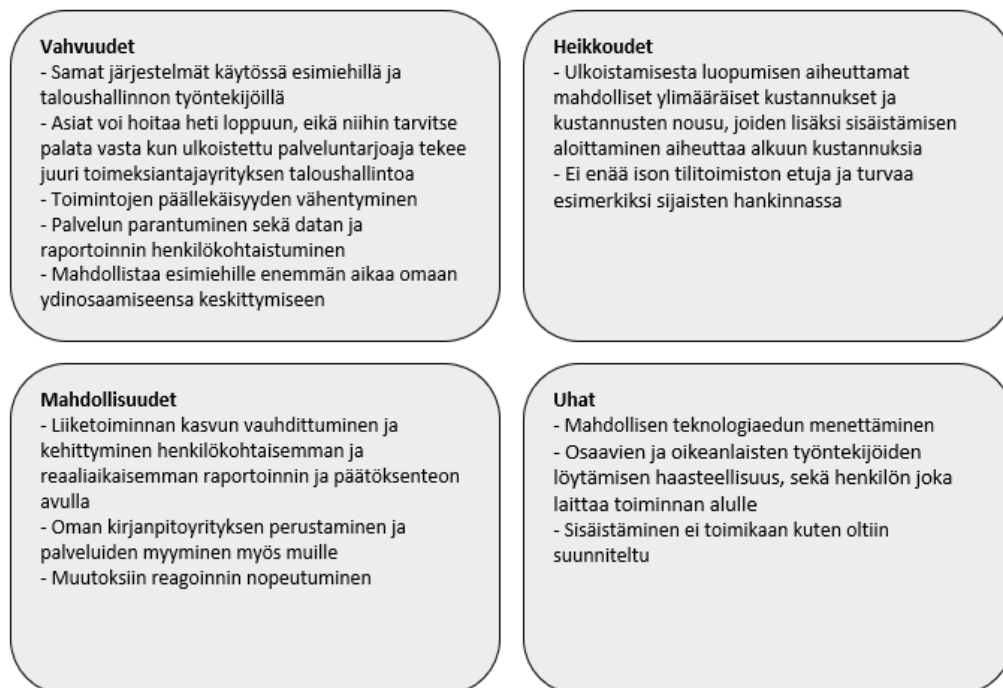 Vahvuudet
- Samat järjestelmät käytössä esimiehillä ja
taloushallinnon työntekijöillä
- Asiat voi hoitaa heti loppuun, eikä niihin tarvitse
palata vasta kun ulkoistettu palveluntarjoaja tekee
juuri toimeksiantajayrityksen taloushallintoa
- Toimintojen päällekäisyyden vähentyminen
- Palvelun parantuminen sekä datan ja
raportoinnin henkilökohtaistuminen
- Mahdollistaa esimiehille enemmän aikaa omaan
ydinosaamiseensa keskittymiseen
Heikkoudet
- Ulkoistamisesta luopumisen aiheuttamat
mahdolliset ylimääräiset kustannukset ja
kustannusten nousu, joiden lisäksi sisäistämisen
aloittaminen aiheuttaa alkuun kustannuksia
- Ei enää ison tilitoimiston etuja ja turvaa
esimerkiksi sijaisten hankinnassa
Mahdollisuudet
- Liiketoiminnan kasvun vauhdittuminen ja
kehittyminen henkilökohtaisemman ja
reaaliaikaisemman raportoinnin ja päätöksenteon
avulla
- Oman kirjanpitoyrityksen perustaminen ja
palveluiden myyminen myös muille
- Muutoksiin reagoinnin nopeutuminen
Uhat
- Mahdollisen teknologiaedun menettäminen
- Osaavien ja oikeanlaisten työntekijöiden
löytämisen haasteellisuus, sekä henkilön joka
laittaa toiminnan alulle
- Sisäistäminen ei toimikaan kuten oltiin
suunniteltu